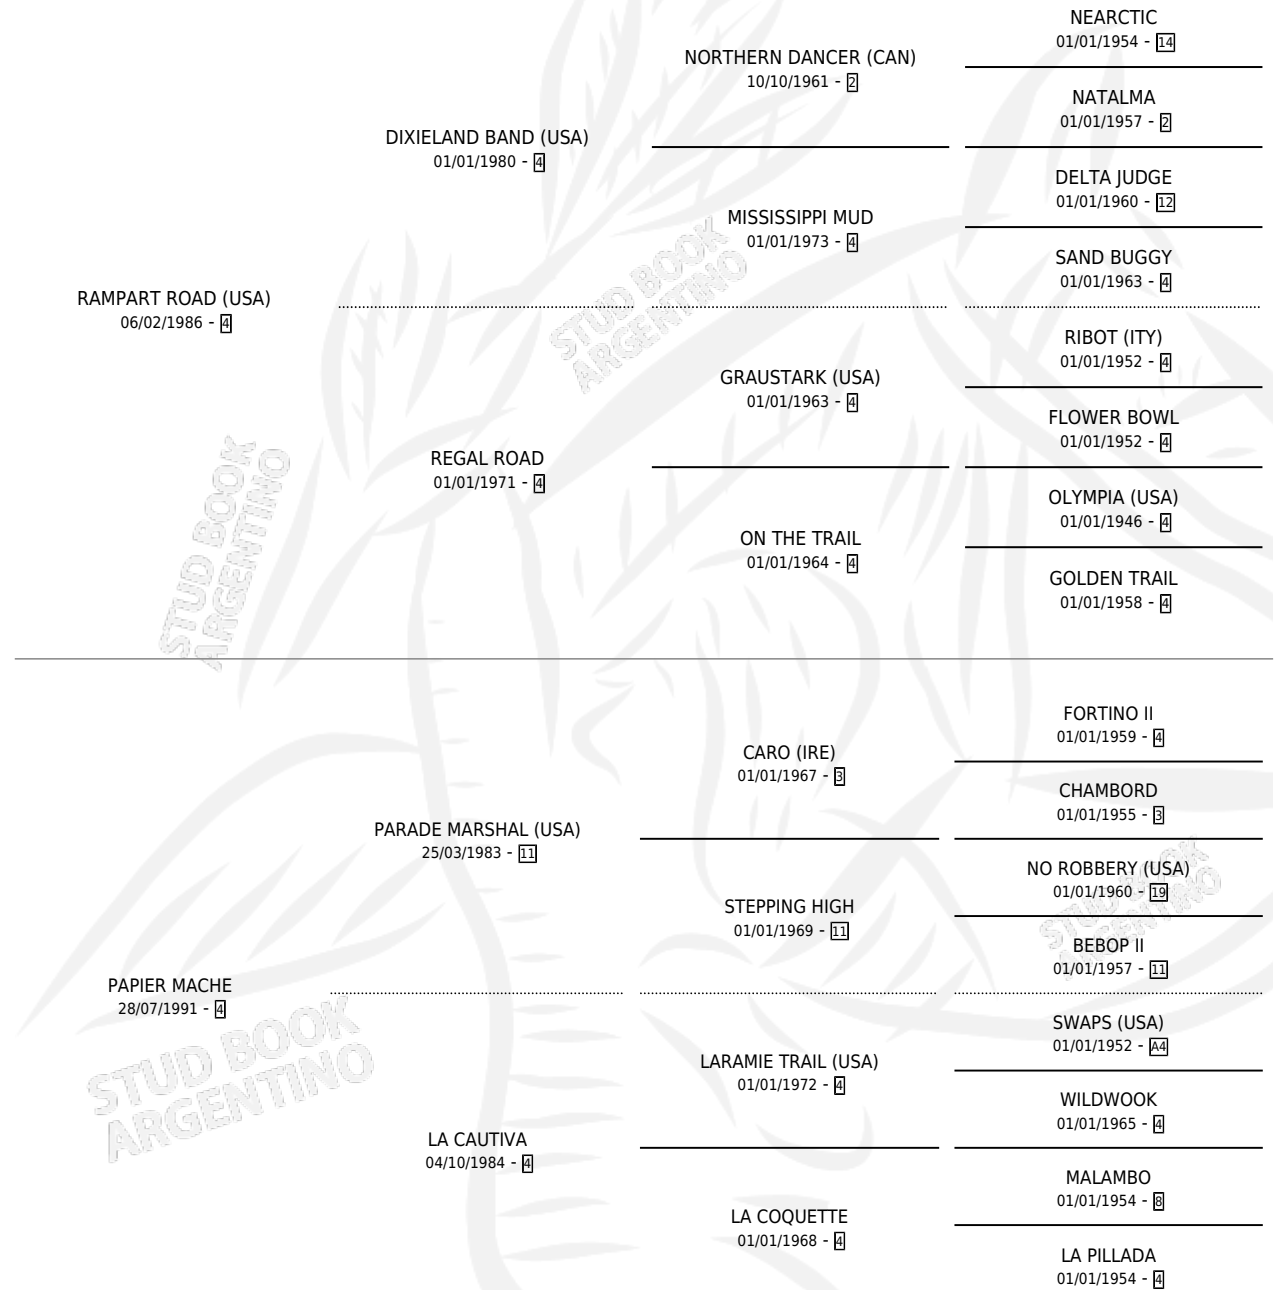 NEARCTIC
01/01/1954 - 14
NORTHERN DANCER (CAN)
10/10/1961 - 2
NATALMA
01/01/1957 - 2
DIXIELAND BAND (USA)
01/01/1980 - 4
DELTA JUDGE
01/01/1960 - 12
MISSISSIPPI MUD
01/01/1973 - 4
SAND BUGGY
01/01/1963 - 4
RAMPART ROAD (USA)
06/02/1986 - 4
RIBOT (ITY)
01/01/1952 - 4
GRAUSTARK (USA)
01/01/1963 - 4
FLOWER BOWL
01/01/1952 - 4
REGAL ROAD
01/01/1971 - 4
OLYMPIA (USA)
01/01/1946 - 4
ON THE TRAIL
01/01/1964 - 4
GOLDEN TRAIL
01/01/1958 - 4
FORTINO II
01/01/1959 - 4
CARO (IRE)
01/01/1967 - 3
CHAMBORD
01/01/1955 - 3
PARADE MARSHAL (USA)
25/03/1983 - 11
NO ROBBERY (USA)
01/01/1960 - 19
STEPPING HIGH
01/01/1969 - 11
BEBOP II
01/01/1957 - 11
PAPIER MACHE
28/07/1991 - 4
SWAPS (USA)
01/01/1952 - A4
LARAMIE TRAIL (USA)
01/01/1972 - 4
WILDWOOK
01/01/1965 - 4
LA CAUTIVA
04/10/1984 - 4
MALAMBO
01/01/1954 - 8
LA COQUETTE
01/01/1968 - 4
LA PILLADA
01/01/1954 - 4
STUD BOOK
ARGENTINO
STUD BOOK
ARGENTINO
STUD BOOK
ARGENTINO
STUD BOOK
ARGENTINO